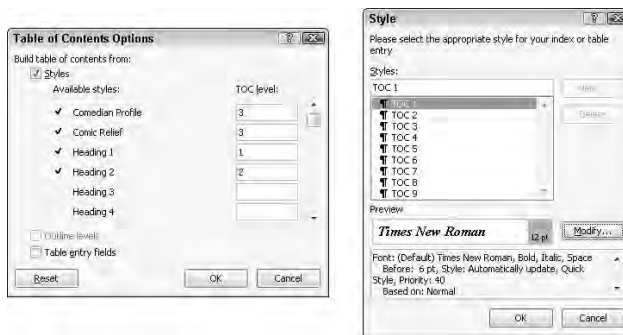 Table of Contents Options
Build table of contents from:
Styles
Available styles:
TOC level:
Comedian Profile
3
Comic Relief
3
Heading 1
1
Heading 2
2
Heading 3
Heading 4
Outline levels
Table entry fields
Reset
OK
Cancel
Style
Please select the appropriate style for your index or table
entry
Styles:
TOC 1
¶ TOC 1
¶ TOC 2
¶ TOC 3
¶ TOC 4
¶ TOC 5
¶ TOC 6
¶ TOC 7
¶ TOC 8
¶ TOC 9
Delete
Preview
Times New Roman
12 pt
Modify...
Font: (Default) Times New Roman, Bold, Italic, Space
Before: 6 pt, Style: Automatically update, Quick
Style, Priority: 40
Based on: Normal
OK
Cancel